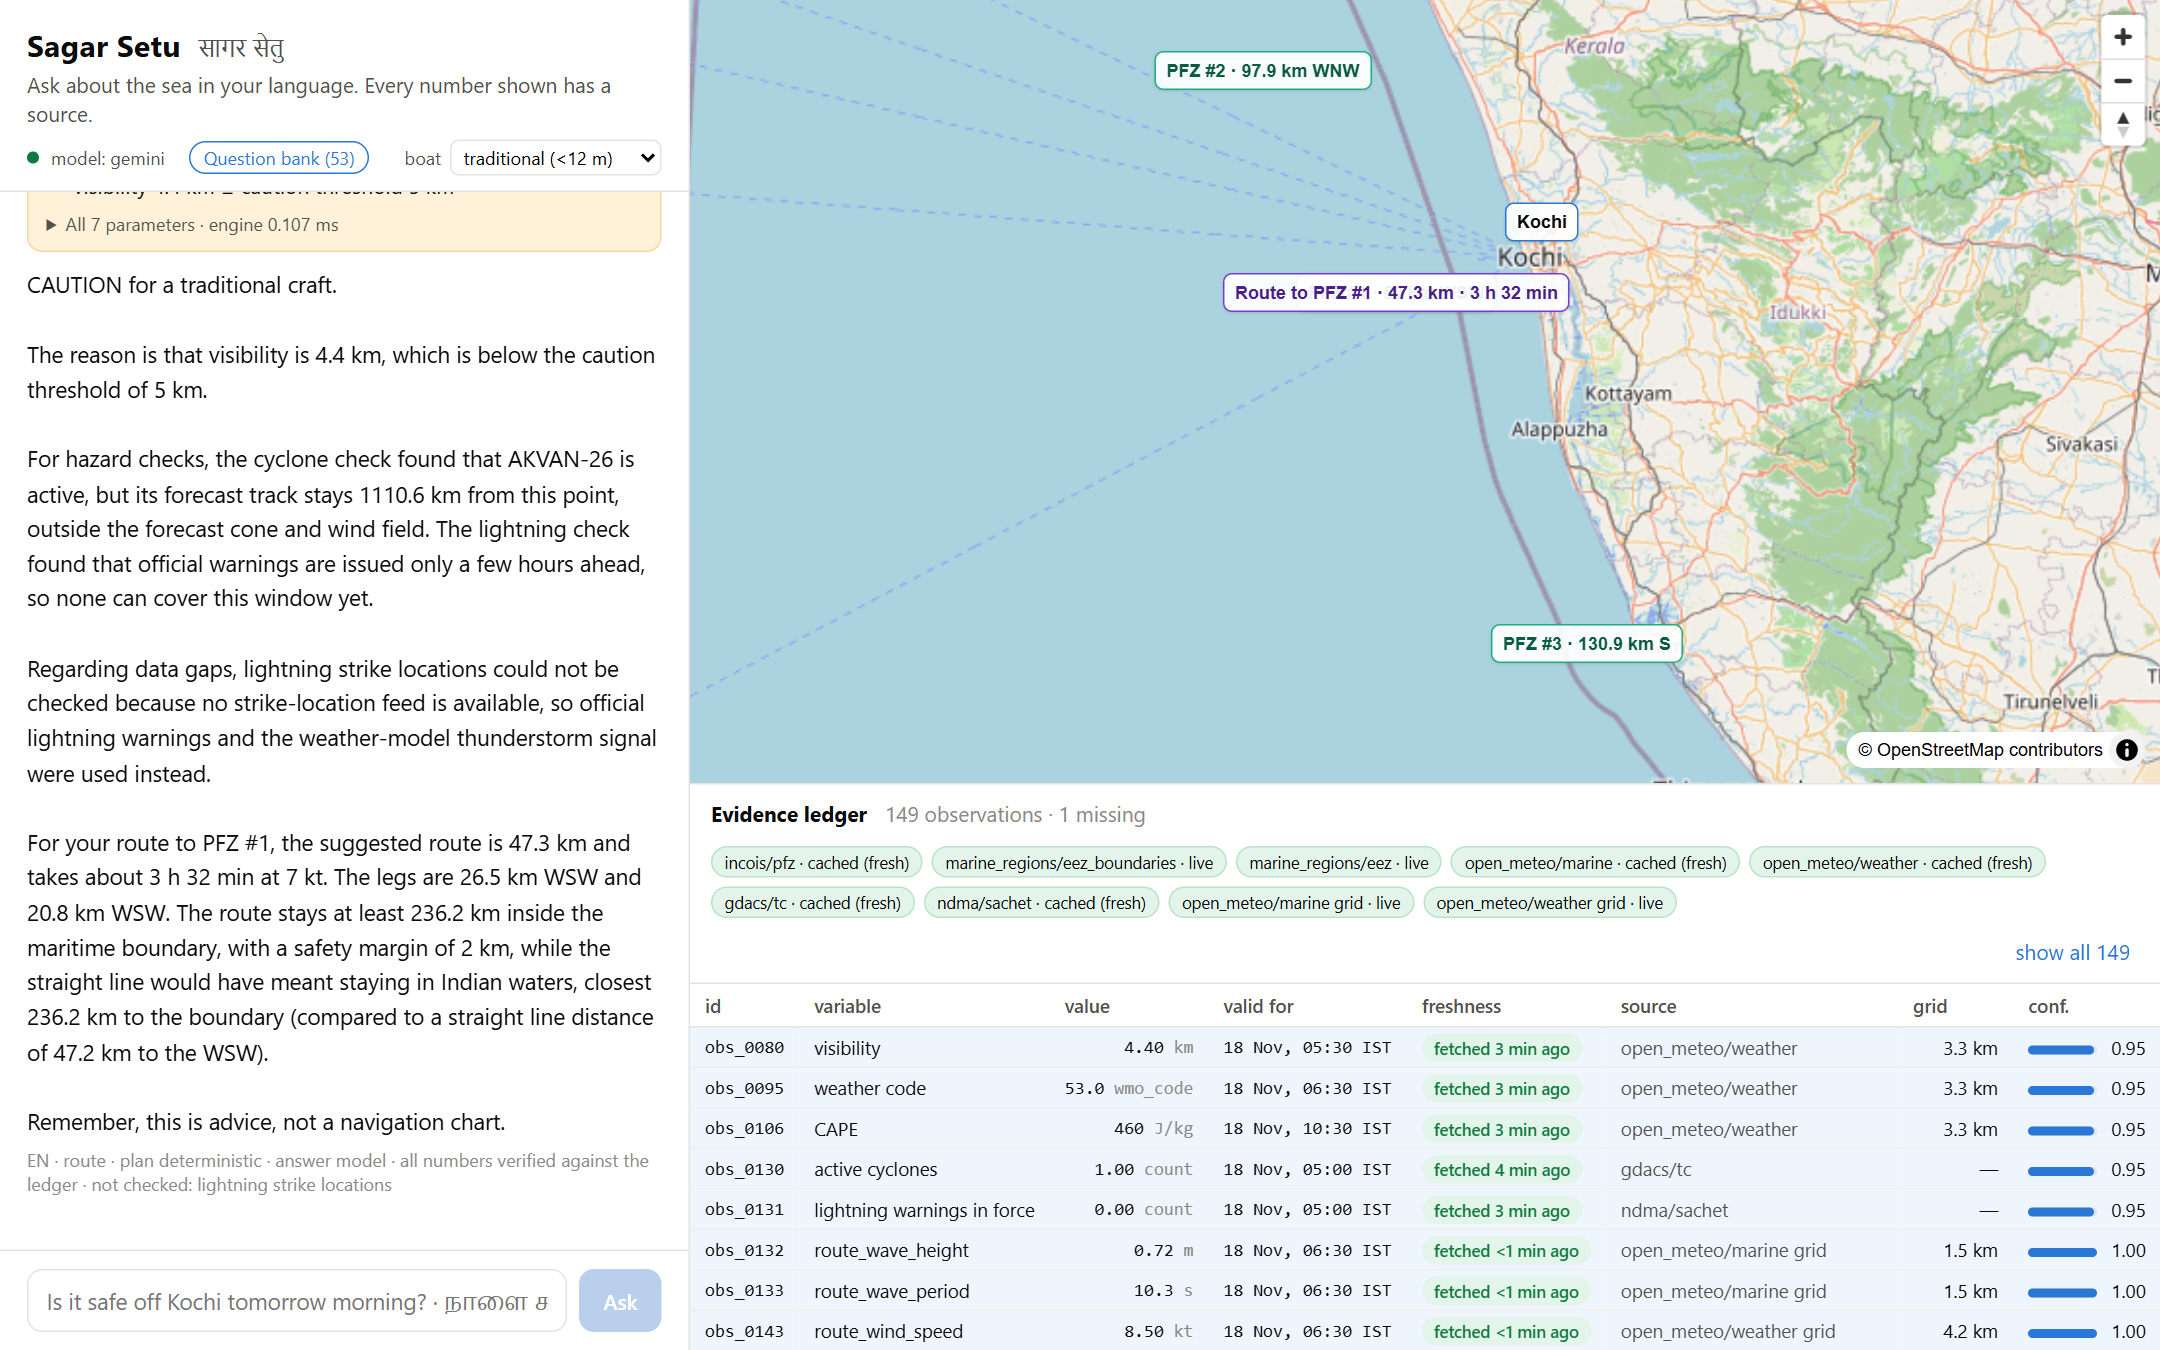 Sagar Setu सागर सेतु
Ask about the sea in your language. Every number shown has a
source.
model: gemini
Question bank (53)
boat
traditional (<12 m)
▶ All 7 parameters · engine 0.107 ms
CAUTION for a traditional craft.
The reason is that visibility is 4.4 km, which is below the caution
threshold of 5 km.
For hazard checks, the cyclone check found that AKVAN-26 is
active, but its forecast track stays 1110.6 km from this point,
outside the forecast cone and wind field. The lightning check
found that official warnings are issued only a few hours ahead,
so none can cover this window yet.
Regarding data gaps, lightning strike locations could not be
checked because no strike-location feed is available, so official
lightning warnings and the weather-model thunderstorm signal
were used instead.
For your route to PFZ #1, the suggested route is 47.3 km and
takes about 3 h 32 min at 7 kt. The legs are 26.5 km WSW and
20.8 km WSW. The route stays at least 236.2 km inside the
maritime boundary, with a safety margin of 2 km, while the
straight line would have meant staying in Indian waters, closest
236.2 km to the boundary (compared to a straight line distance
of 47.2 km to the WSW).
Remember, this is advice, not a navigation chart.
EN · route · plan deterministic · answer model · all numbers verified against the
ledger · not checked: lightning strike locations
Is it safe off Kochi tomorrow morning? · நாளை ச
Ask
Kerala
PFZ #2 · 97.9 km WNW
Kochi
Kochi
Route to PFZ #1 · 47.3 km · 3 h 32 min
Idukki
Kottayam
Alappuzha
Sivakasi
PFZ #3 · 130.9 km S
Tirunelveli
© OpenStreetMap contributors
Evidence ledger 149 observations · 1 missing
incois/pfz · cached (fresh) marine_regions/eez_boundaries · live marine_regions/eez · live open_meteo/marine · cached (fresh) open_meteo/weather · cached (fresh)
gdacs/tc · cached (fresh) ndma/sachet · cached (fresh) open_meteo/marine grid · live open_meteo/weather grid · live
show all 149
id variable value valid for freshness source grid conf.
obs_0080 visibility 4.40 km 18 Nov, 05:30 IST fetched 3 min ago open_meteo/weather 3.3 km 0.95
obs_0095 weather code 53.0 wmo_code 18 Nov, 06:30 IST fetched 3 min ago open_meteo/weather 3.3 km 0.95
obs_0106 CAPE 460 J/kg 18 Nov, 10:30 IST fetched 3 min ago open_meteo/weather 3.3 km 0.95
obs_0130 active cyclones 1.00 count 18 Nov, 05:00 IST fetched 4 min ago gdacs/tc — 0.95
obs_0131 lightning warnings in force 0.00 count 18 Nov, 05:00 IST fetched 3 min ago ndma/sachet — 0.95
obs_0132 route_wave_height 0.72 m 18 Nov, 06:30 IST fetched <1 min ago open_meteo/marine grid 1.5 km 1.00
obs_0133 route_wave_period 10.3 s 18 Nov, 06:30 IST fetched <1 min ago open_meteo/marine grid 1.5 km 1.00
obs_0143 route_wind_speed 8.50 kt 18 Nov, 06:30 IST fetched <1 min ago open_meteo/weather grid 4.2 km 1.00